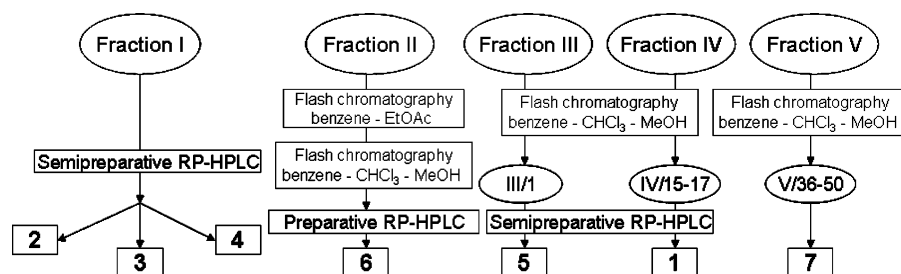 Fraction I
Fraction II
Fraction III
Fraction IV
Fraction V
Flash chromatography
benzene - EtOAc
Flash chromatography
benzene - CHCl₃ - MeOH
Flash chromatography
benzene - CHCl₃ - MeOH
Semipreparative RP-HPLC
Flash chromatography
benzene - CHCl₃ - MeOH
III/1
IV/15-17
V/36-50
Preparative RP-HPLC
Semipreparative RP-HPLC
2
4
3
6
5
1
7